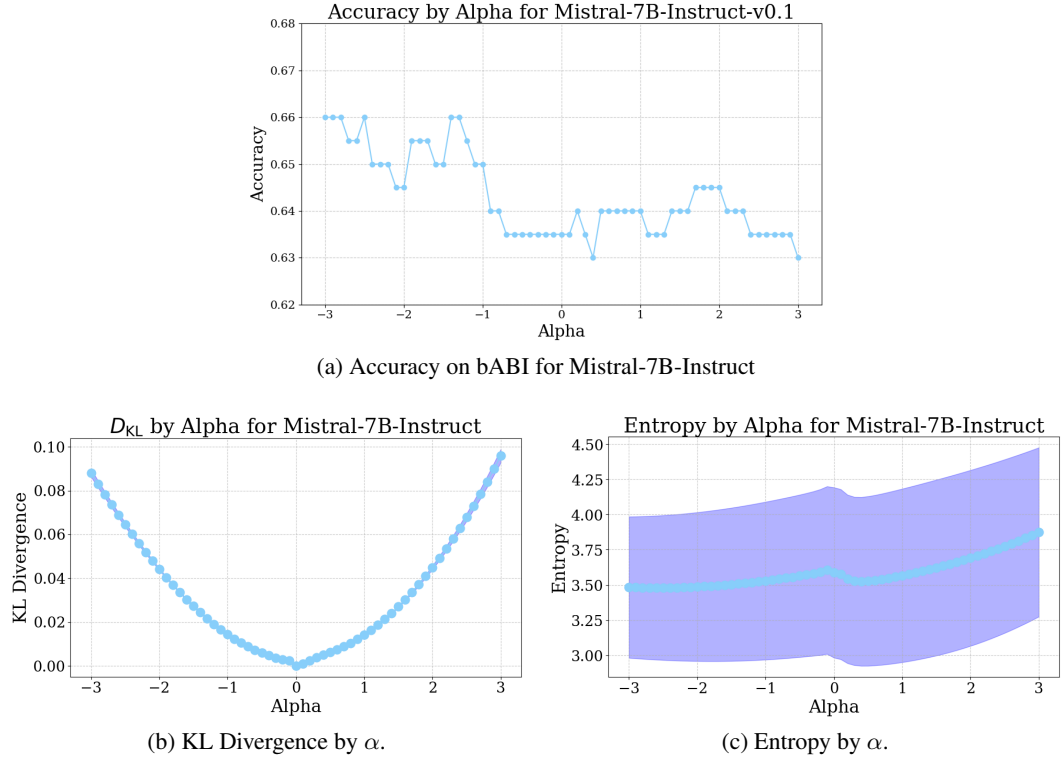 Accuracy by Alpha for Mistral-7B-Instruct-v0.1
0.68
0.67
0.66
0.65
0.64
0.63
0.62
Accuracy
−3 −2 −1 0 1 2 3
Alpha
(a) Accuracy on bABI for Mistral-7B-Instruct
D_KL by Alpha for Mistral-7B-Instruct
0.10
0.08
0.06
0.04
0.02
0.00
KL Divergence
−3 −2 −1 0 1 2 3
Alpha
(b) KL Divergence by α.
Entropy by Alpha for Mistral-7B-Instruct
4.50
4.25
4.00
3.75
3.50
3.25
3.00
Entropy
−3 −2 −1 0 1 2 3
Alpha
(c) Entropy by α.